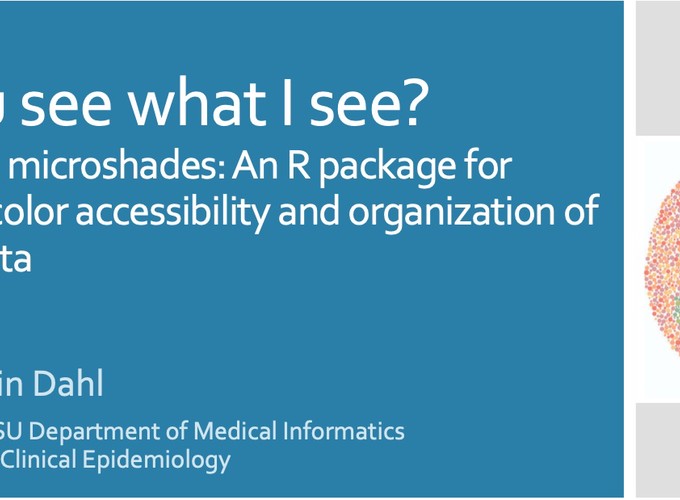 see what I see?
microshades: An R package for
color accessibility and organization of
ta
in Dahl
SU Department of Medical Informatics
Clinical Epidemiology